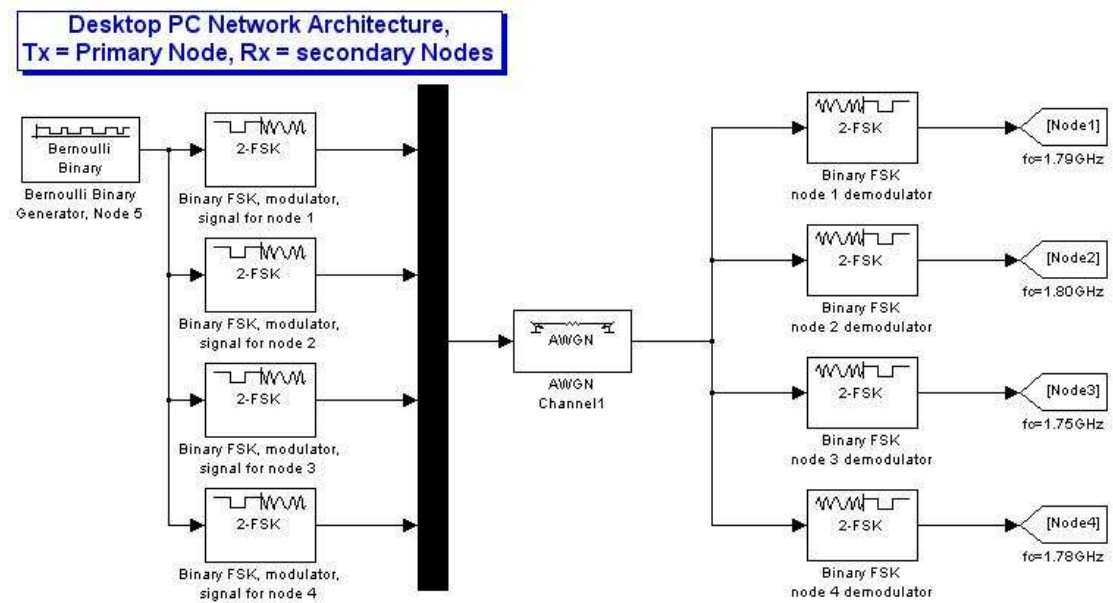 Desktop PC Network Architecture,
Tx = Primary Node, Rx = secondary Nodes
Bernoulli
Binary
Bernoulli Binary
Generator, Node 5
2-FSK
Binary FSK, modulator,
signal for node 1
2-FSK
Binary FSK, modulator,
signal for node 2
2-FSK
Binary FSK, modulator,
signal for node 3
2-FSK
Binary FSK, modulator,
signal for node 4
AWGN
AWGN
Channel1
2-FSK
Binary FSK
node 1 demodulator
[Node1]
fc=1.79GHz
2-FSK
Binary FSK
node 2 demodulator
[Node2]
fc=1.80GHz
2-FSK
Binary FSK
node 3 demodulator
[Node3]
fc=1.75GHz
2-FSK
Binary FSK
node 4 demodulator
[Node4]
fc=1.78GHz